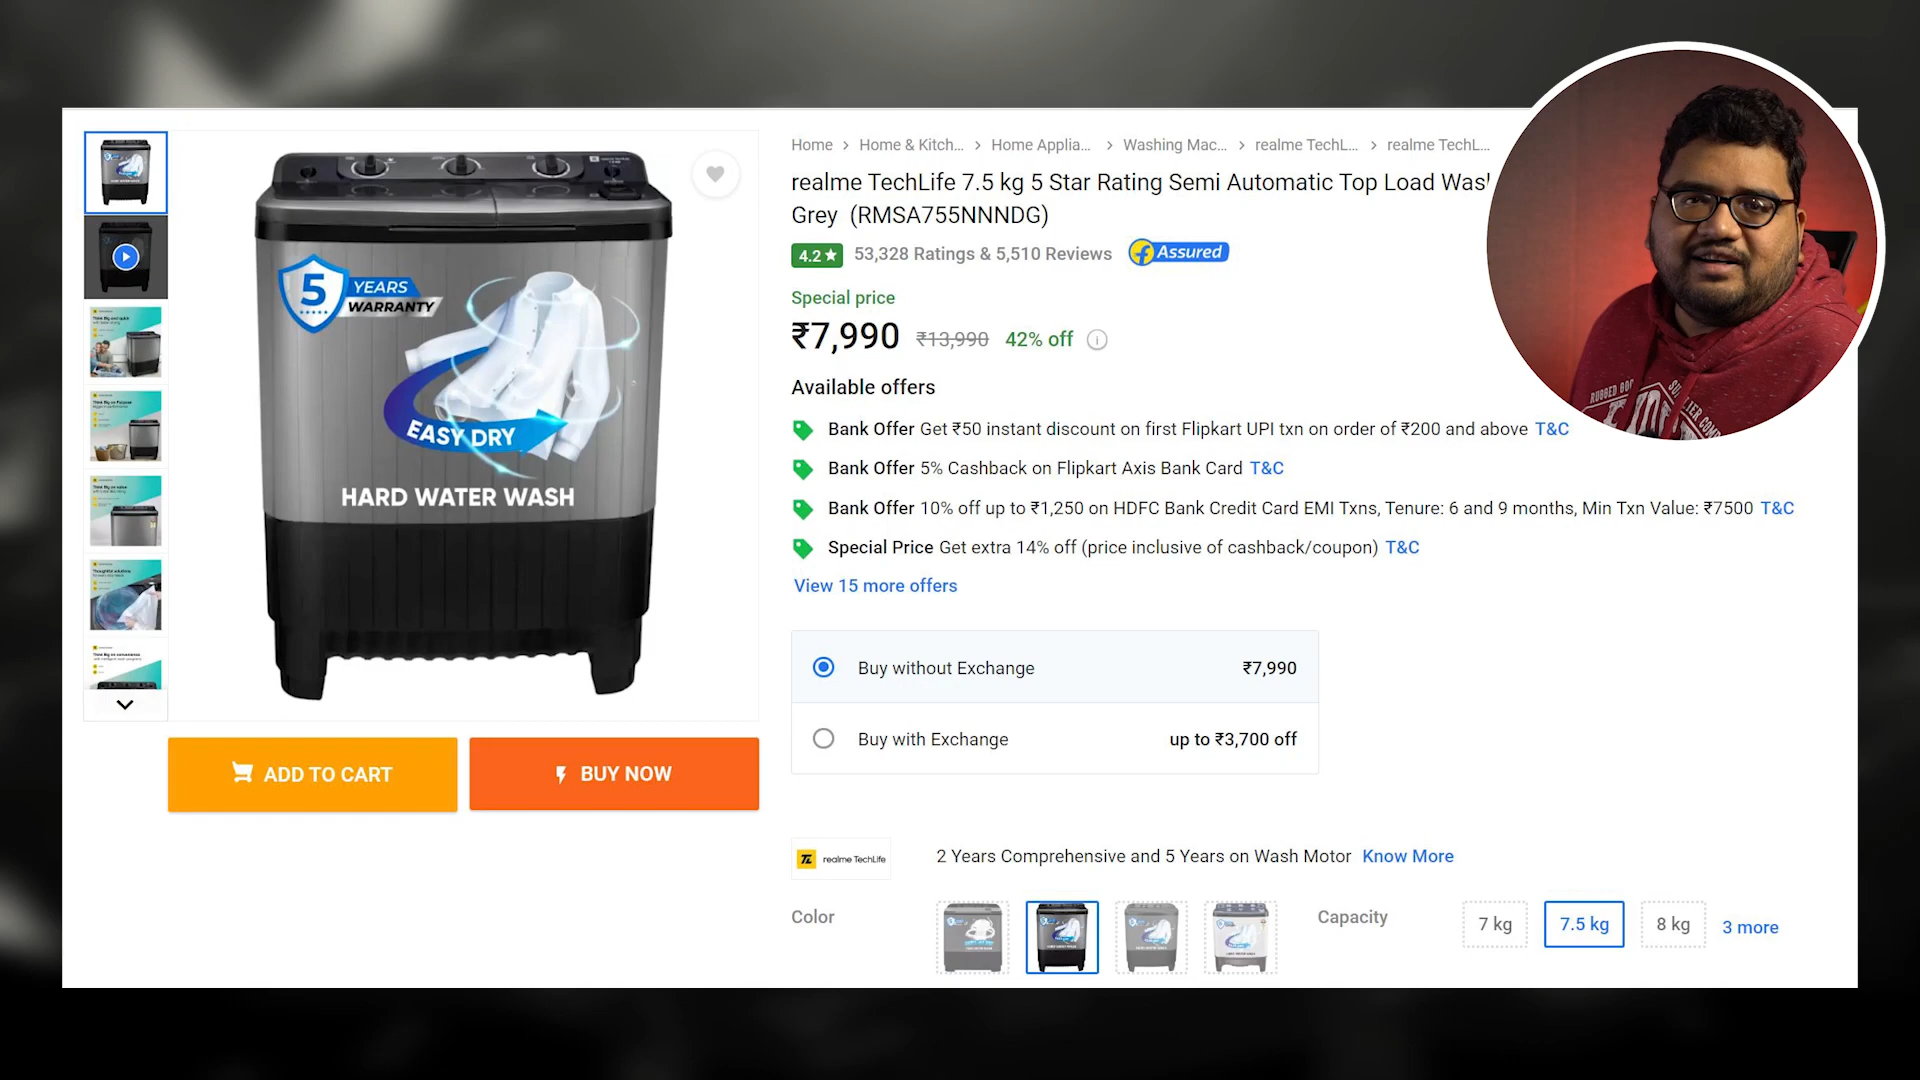 Home > Home & Kitch... > Home Applia... > Washing Mac... > realme TechL... > realme TechL...
realme TechLife 7.5 kg 5 Star Rating Semi Automatic Top Load Was
Grey (RMSA755NNNDG)
4.2★ 53,328 Ratings & 5,510 Reviews Assured
Special price
₹7,990 ₹13,990 42% off
Available offers
Bank Offer Get ₹50 instant discount on first Flipkart UPI txn on order of ₹200 and above T&C
Bank Offer 5% Cashback on Flipkart Axis Bank Card T&C
Bank Offer 10% off up to ₹1,250 on HDFC Bank Credit Card EMI Txns, Tenure: 6 and 9 months, Min Txn Value: ₹7500 T&C
Special Price Get extra 14% off (price inclusive of cashback/coupon) T&C
View 15 more offers
Buy without Exchange ₹7,990
Buy with Exchange up to ₹3,700 off
realme TechLife 2 Years Comprehensive and 5 Years on Wash Motor Know More
Color
Capacity 7 kg 7.5 kg 8 kg 3 more
5 YEARS
WARRANTY
EASY DRY
HARD WATER WASH
ADD TO CART
BUY NOW
RUGGED